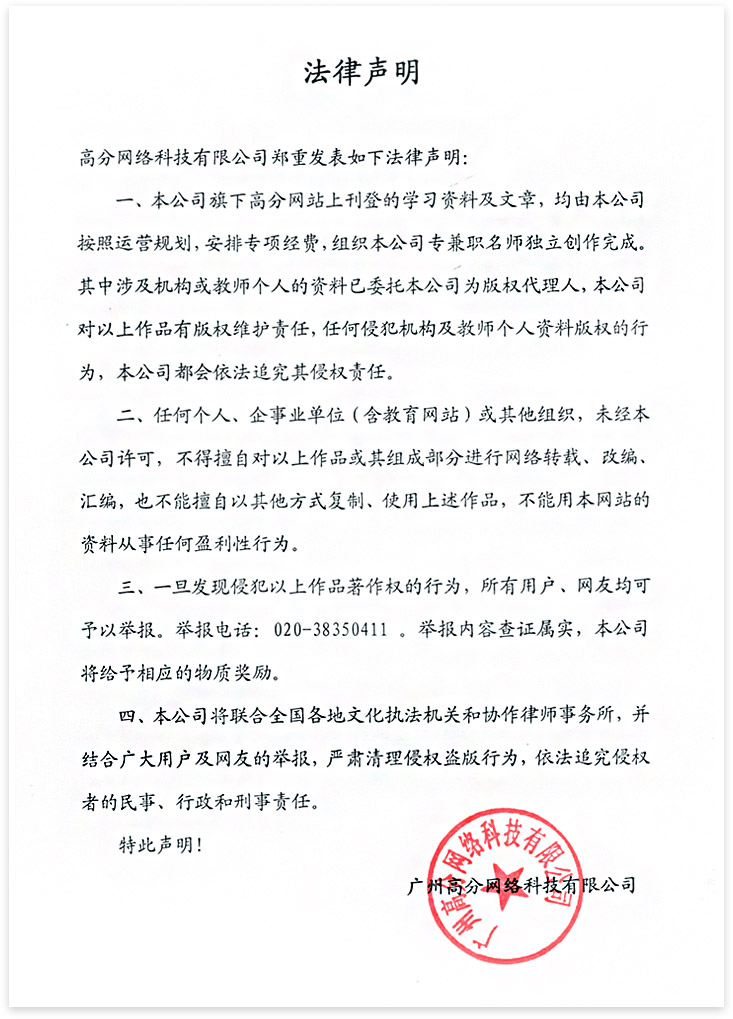 法律声明
高分网络科技有限公司郑重发表如下法律声明：
一、本公司旗下高分网站上刊登的学习资料及文章，均由本公司
按照运营规划，安排专项经费，组织本公司专兼职名师独立创作完成。
其中涉及机构或教师个人的资料已委托本公司为版权代理人，本公司
对以上作品有版权维护责任，任何侵犯机构及教师个人资料版权的行
为，本公司都会依法追究其侵权责任。
二、任何个人、企事业单位（含教育网站）或其他组织，未经本
公司许可，不得擅自对以上作品或其组成部分进行网络转载、改编、
汇编，也不能擅自以其他方式复制、使用上述作品，不能用本网站的
资料从事任何盈利性行为。
三、一旦发现侵犯以上作品著作权的行为，所有用户、网友均可
予以举报。举报电话：020-38350411 。举报内容查证属实，本公司
将给予相应的物质奖励。
四、本公司将联合全国各地文化执法机关和协作律师事务所，并
结合广大用户及网友的举报，严肃清理侵权盗版行为，依法追究侵权
者的民事、行政和刑事责任。
特此声明！
广州高分网络科技有限公司
广州高分网络科技有限公司